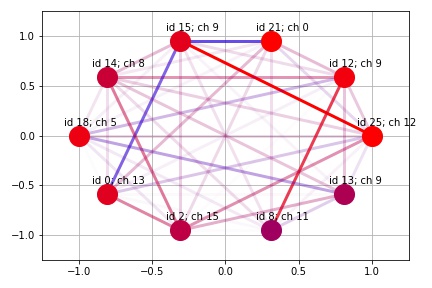 id 15; ch 9
id 21; ch 0
id 14; ch 8
id 12; ch 9
id 18; ch 5
id 25; ch 12
id 0; ch 13
id 13; ch 9
id 2; ch 15
id 8; ch 11
1.0
0.5
0.0
−0.5
−1.0
−1.0
−0.5
0.0
0.5
1.0